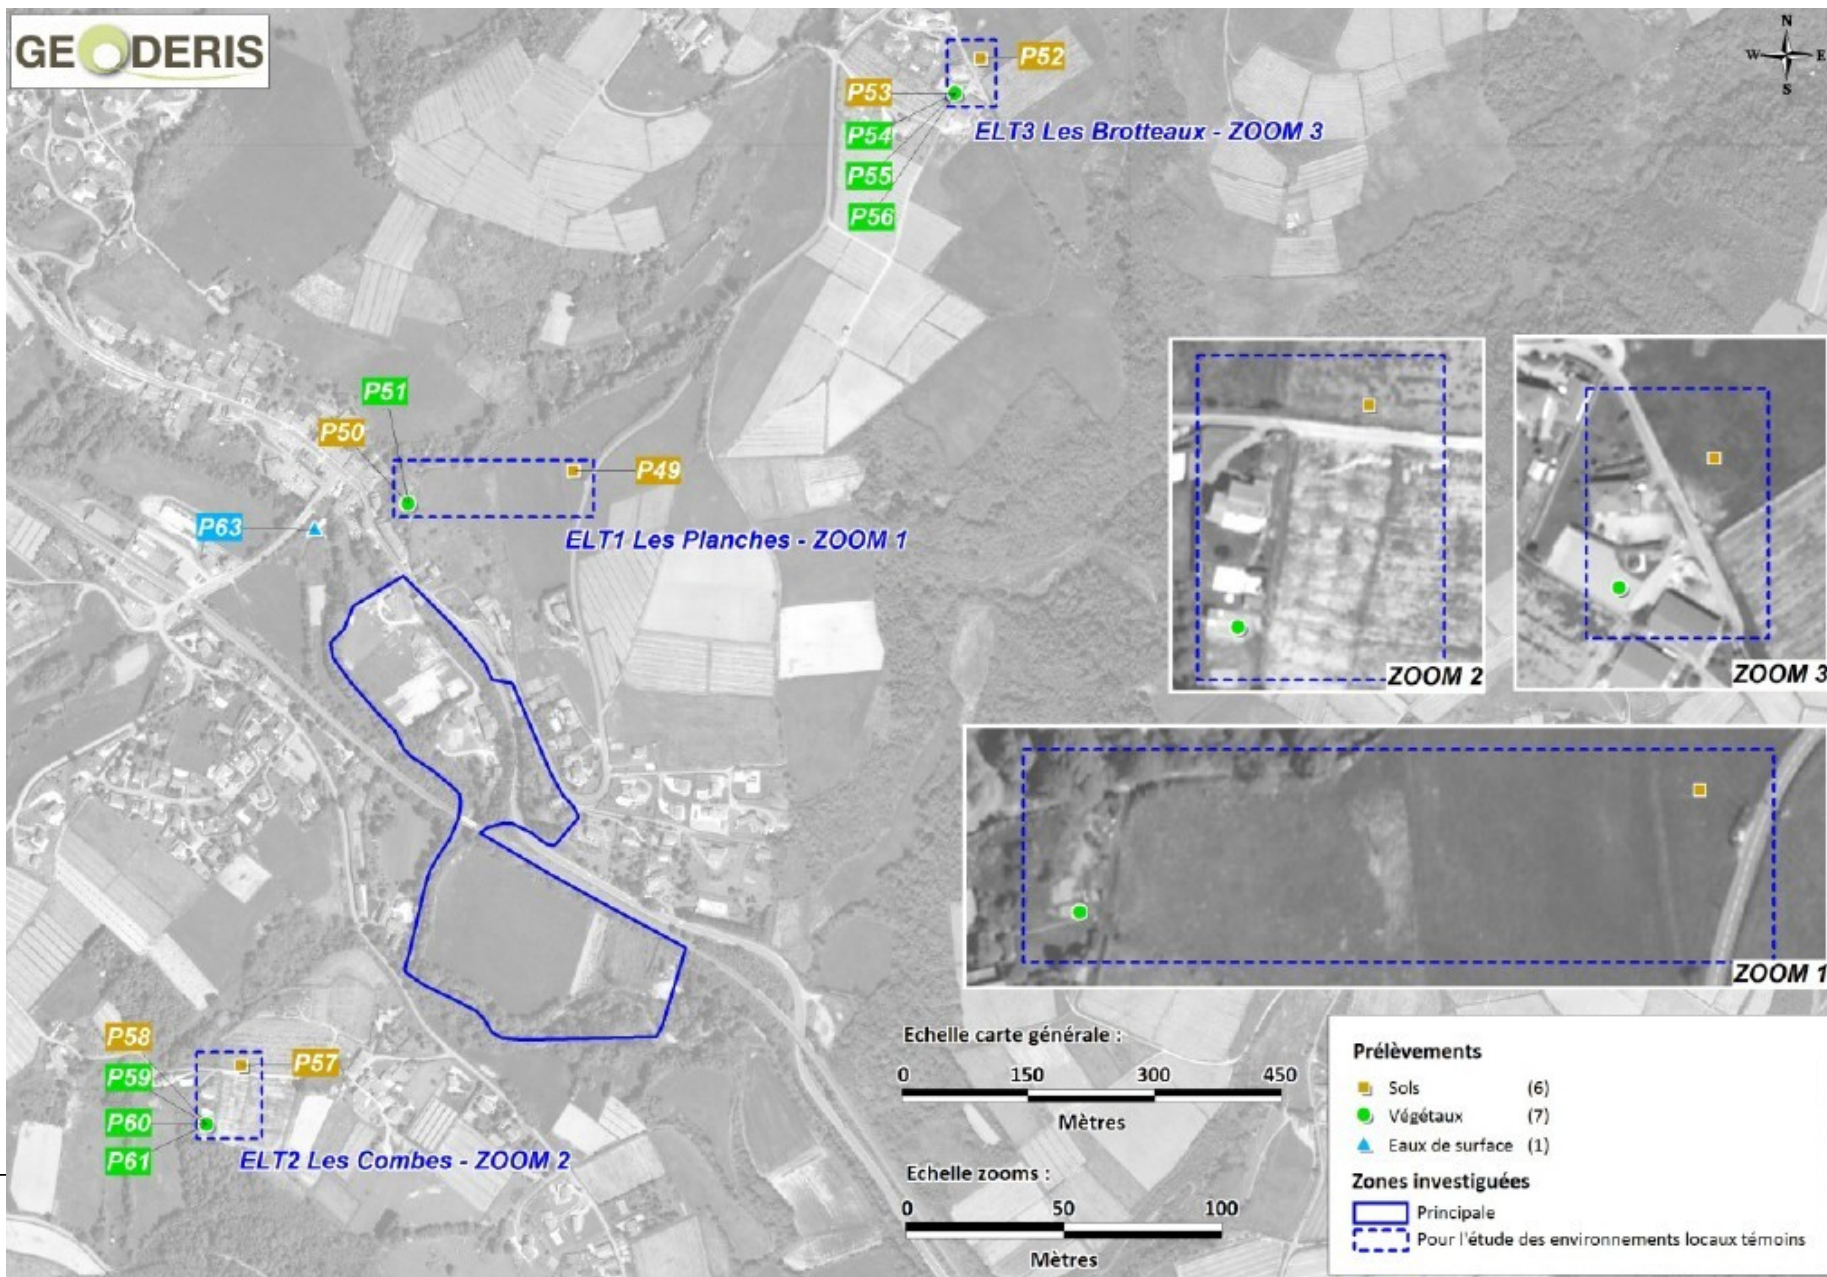 GEODERIS
N
W E
S
P52
P53
P54
P55
P56
ELT3 Les Brotteaux - ZOOM 3
P51
P50
P49
P63
ELT1 Les Planches - ZOOM 1
ZOOM 2
ZOOM 3
ZOOM 1
P58
P59
P60
P61
P57
ELT2 Les Combes - ZOOM 2
Echelle carte générale :
0 150 300 450
Mètres
Echelle zooms :
0 50 100
Mètres
Prélèvements
Sols (6)
Végétaux (7)
Eaux de surface (1)
Zones investiguées
Principale
Pour l'étude des environnements locaux témoins